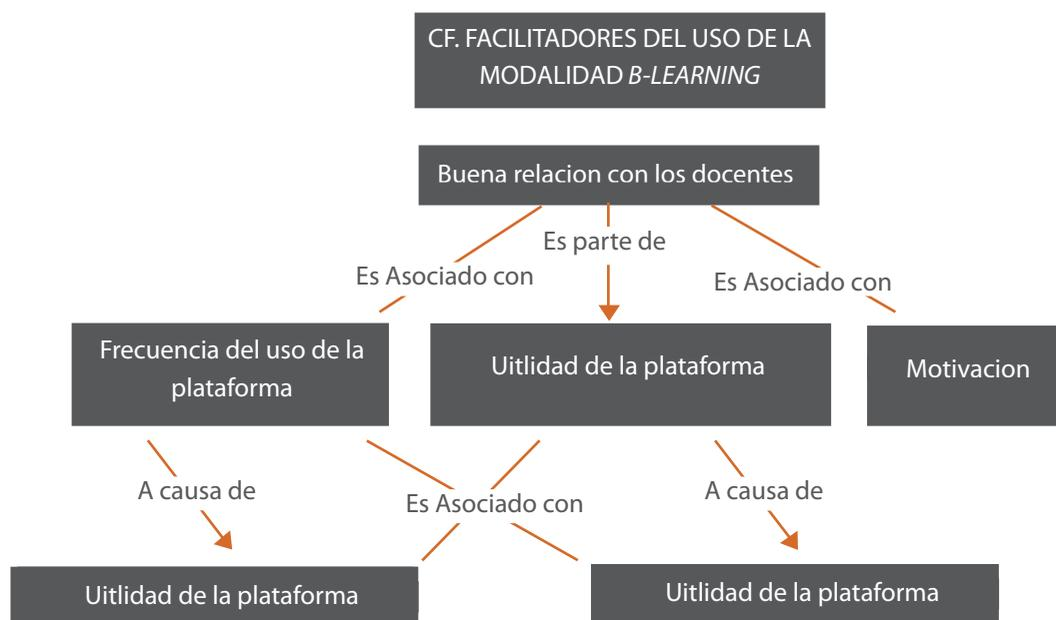 CF. FACILITADORES DEL USO DE LA
MODALIDAD B-LEARNING
Buena relacion con los docentes
Es parte de
Es Asociado con
Es Asociado con
Frecuencia del uso de la
plataforma
Uitlidad de la plataforma
Motivacion
A causa de
Es Asociado con
A causa de
Uitlidad de la plataforma
Uitlidad de la plataforma